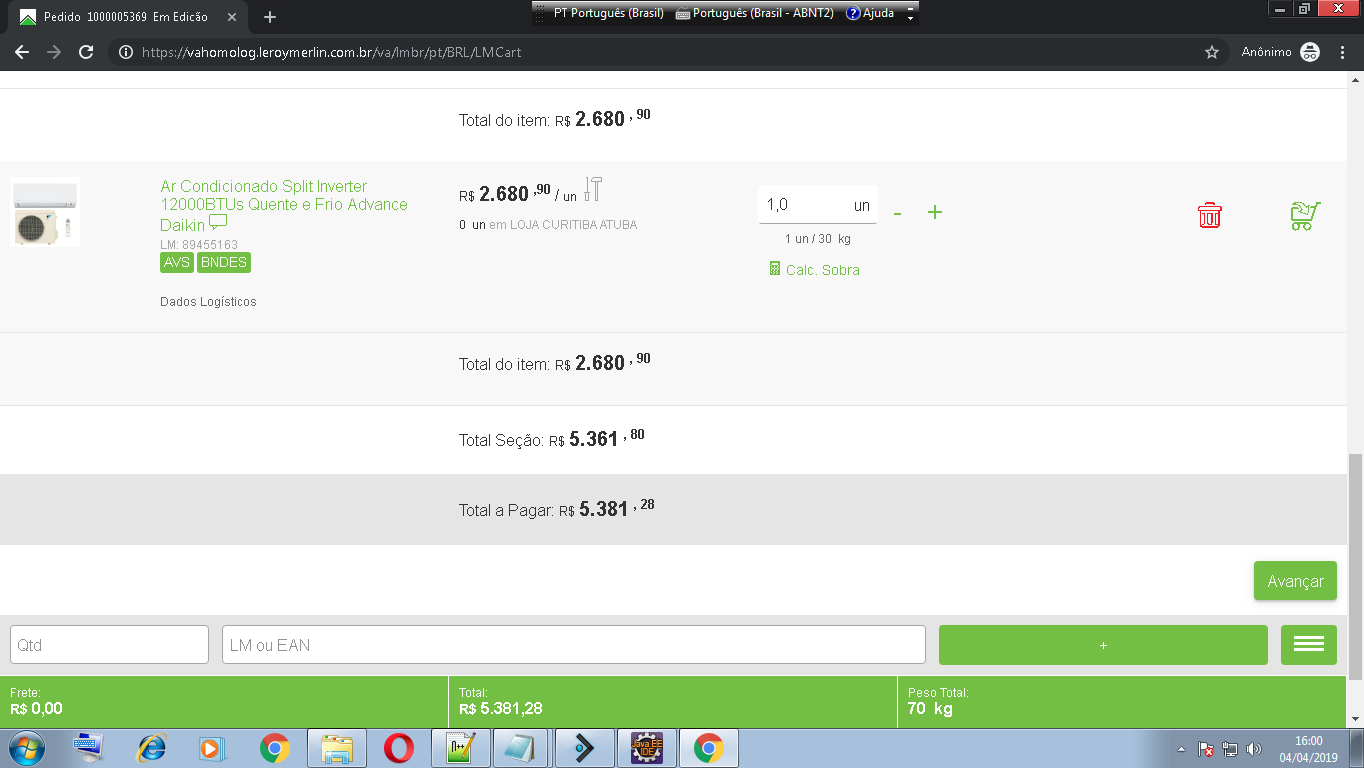 Pedido 1000005369 Em Edicão
PT Português (Brasil) Português (Brasil - ABNT2) Ajuda
https://vahomolog.leroymerlin.com.br/va/lmbr/pt/BRL/LMCart
Anônimo
Total do item: R$ 2.680 , 90
Ar Condicionado Split Inverter
12000BTUs Quente e Frio Advance
Daikin
LM: 89455163
AVS BNDES
Dados Logísticos
R$ 2.680 ,90 / un
0 un em LOJA CURITIBA ATUBA
1,0 un - +
1 un / 30 kg
Calc. Sobra
Total do item: R$ 2.680 , 90
Total Seção: R$ 5.361 , 80
Total a Pagar: R$ 5.381 , 28
Avançar
Qtd LM ou EAN +
Frete:
R$ 0,00
Total:
R$ 5.381,28
Peso Total:
70 kg
Java EE
IDE
16:00
04/04/2019